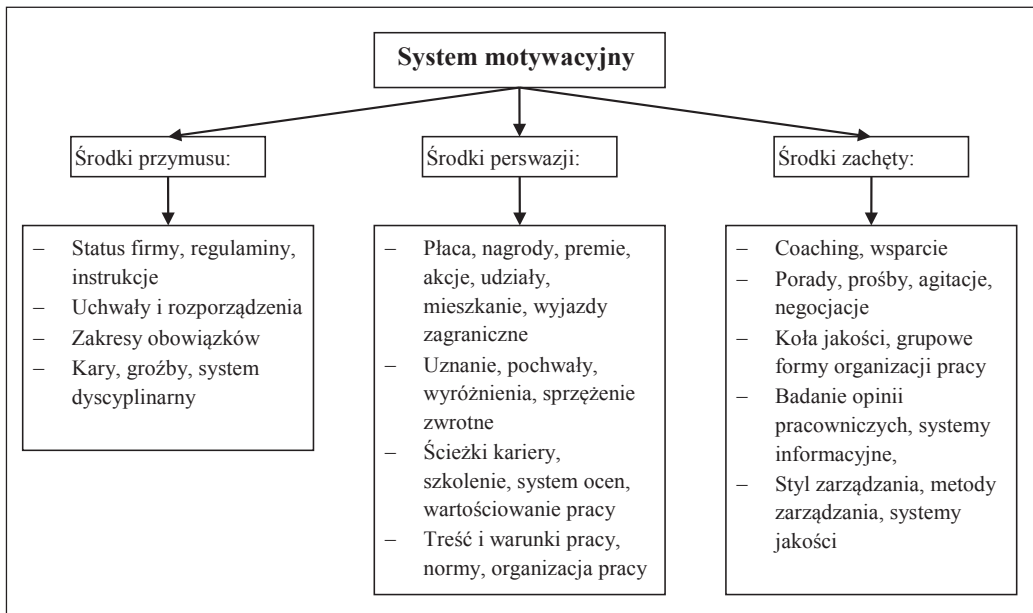 System motywacyjny
Środki przymusu:
Środki perswazji:
Środki zachęty:
– Status firmy, regulaminy,
instrukcje
– Uchwały i rozporządzenia
– Zakresy obowiązków
– Kary, groźby, system
dyscyplinarny
– Płaca, nagrody, premie,
akcje, udziały,
mieszkanie, wyjazdy
zagraniczne
– Uznanie, pochwały,
wyróżnienia, sprzężenie
zwrotne
– Ścieżki kariery,
szkolenie, system ocen,
wartościowanie pracy
– Treść i warunki pracy,
normy, organizacja pracy
– Coaching, wsparcie
– Porady, prośby, agitacje,
negocjacje
– Koła jakości, grupowe
formy organizacji pracy
– Badanie opinii
pracowniczych, systemy
informacyjne,
– Styl zarządzania, metody
zarządzania, systemy
jakości